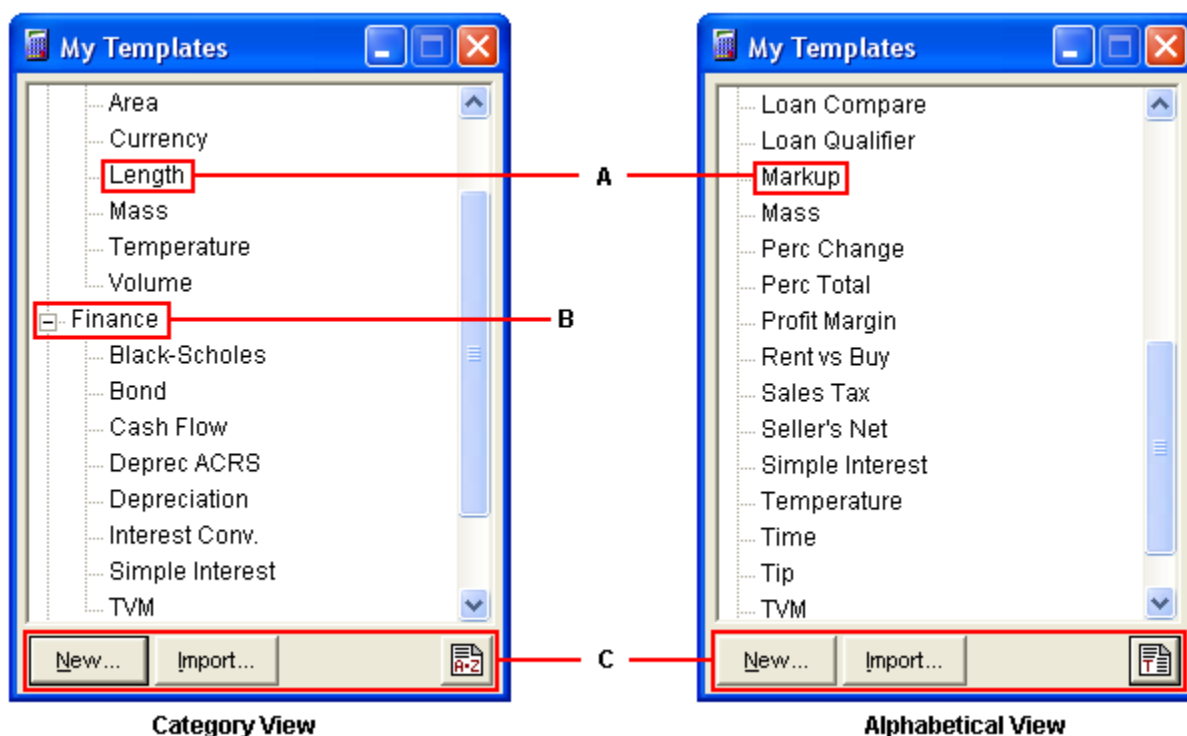 My Templates
Area
Currency
Length
Mass
Temperature
Volume
Finance
Black-Scholes
Bond
Cash Flow
Deprec ACRS
Depreciation
Interest Conv.
Simple Interest
TVM
New...
Import...
A-Z
Category View
A
B
C
My Templates
Loan Compare
Loan Qualifier
Markup
Mass
Perc Change
Perc Total
Profit Margin
Rent vs Buy
Sales Tax
Seller's Net
Simple Interest
Temperature
Time
Tip
TVM
New...
Import...
T
Alphabetical View